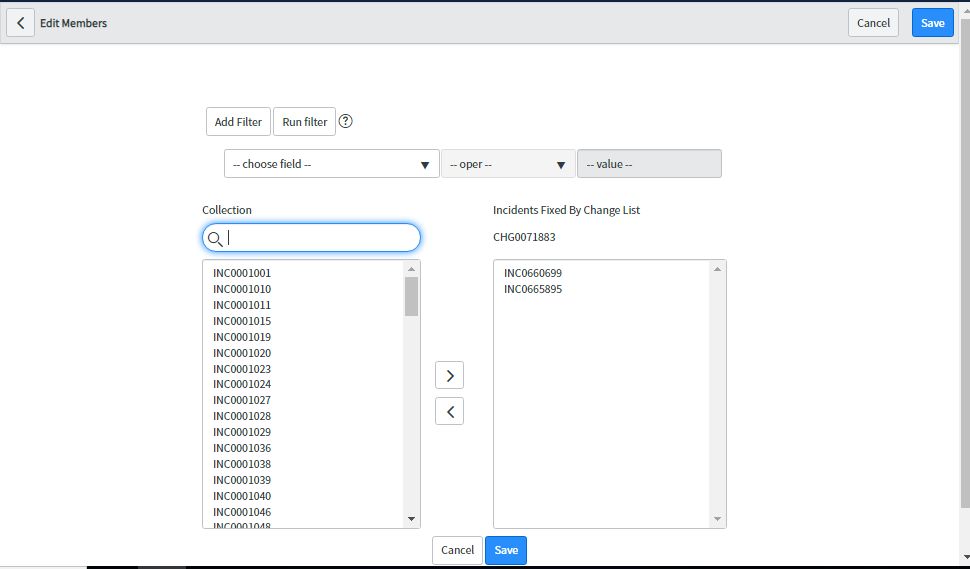 Edit Members
Cancel
Save
Add Filter
Run filter
?
-- choose field --
-- oper --
-- value --
Collection
Incidents Fixed By Change List
CHG0071883
INC0001001
INC0001010
INC0001011
INC0001015
INC0001019
INC0001020
INC0001023
INC0001024
INC0001027
INC0001028
INC0001029
INC0001036
INC0001038
INC0001039
INC0001040
INC0001046
INC0001048
INC0660699
INC0665895
Cancel
Save